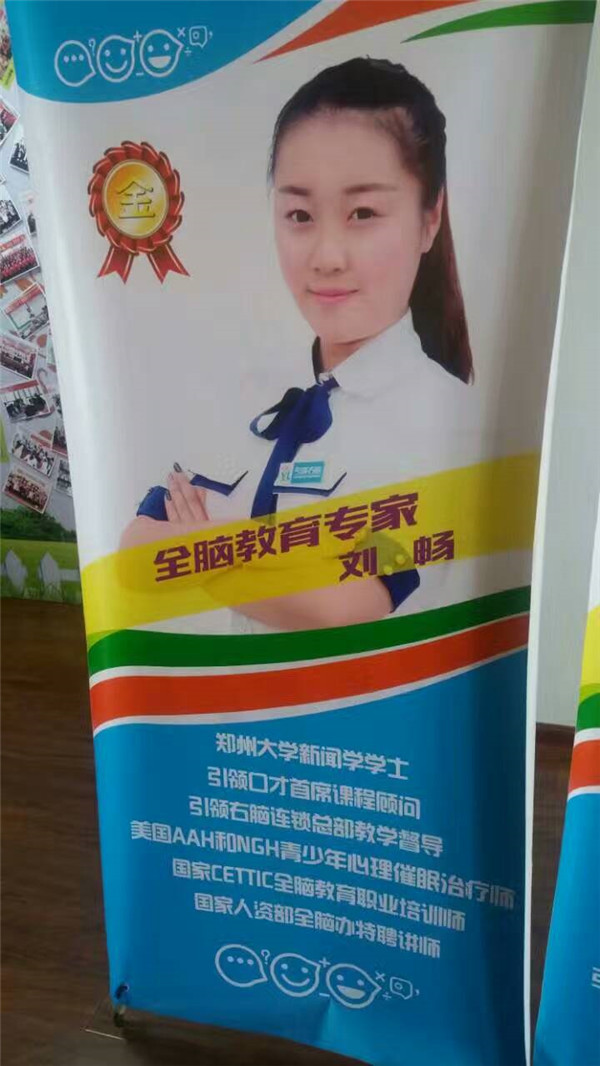 金
全脑教育专家
刘 畅
郑州大学新闻学学士
引领口才首席课程顾问
引领右脑连锁总部教学督导
美国AAH和NGH青少年心理催眠治疗师
国家CETTIC全脑教育职业培训师
国家人资部全脑办特聘讲师